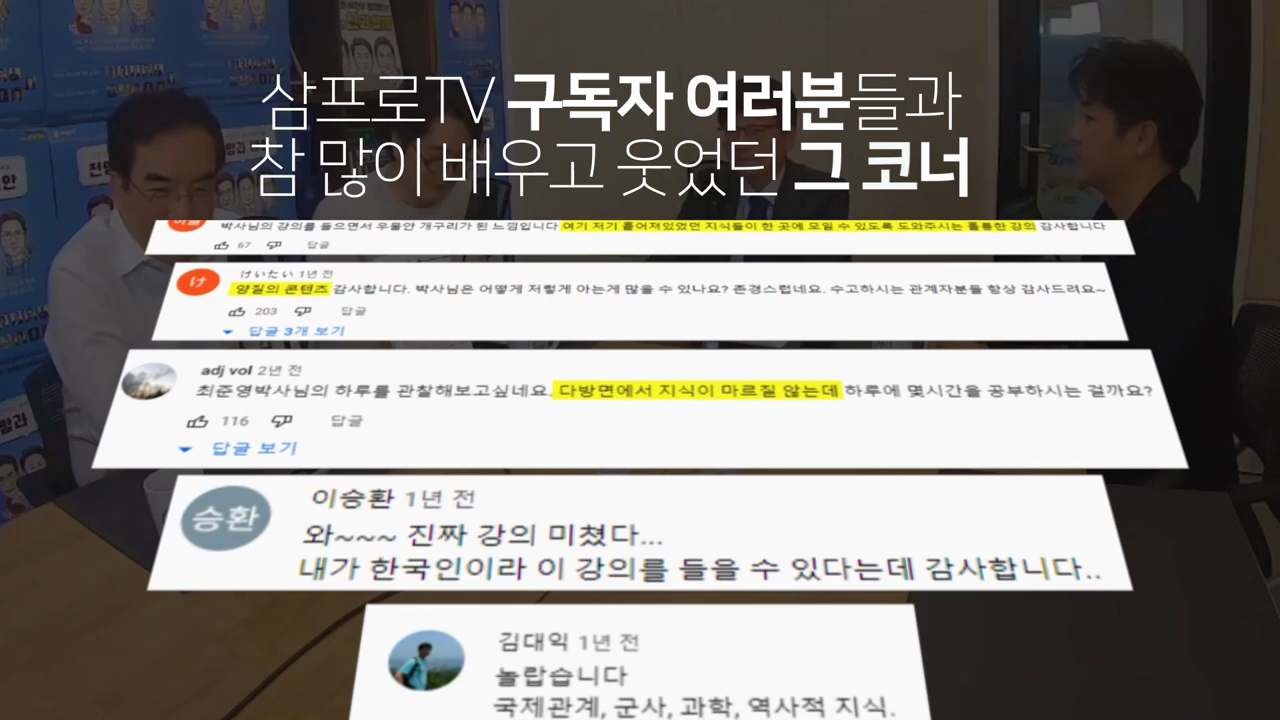 삼프로TV 구독자 여러분들과
참 많이 배우고 웃었던 그 코너
박사님의 강의를 들으면서 우물안 개구리가 된 느낌입니다 여기 저기 흩어져있었던 지식들이 한 곳에 모일 수 있도록 도와주시는 훌륭한 강의 감사합니다
67 답글
け
けいたい 1년 전
양질의 콘텐즈 감사합니다. 박사님은 어떻게 저렇게 아는게 많을 수 있나요? 존경스럽네요. 수고하시는 관계자분들 항상 감사드려요~
203 답글
답글 3개 보기
adj vol 2년 전
최준영박사님의 하루를 관찰해보고싶네요. 다방면에서 지식이 마르질 않는데 하루에 몇시간을 공부하시는 걸까요?
116 답글
답글 보기
승환
이승환 1년 전
와~~~ 진짜 강의 미쳤다...
내가 한국인이라 이 강의를 들을 수 있다는데 감사합니다..
김대익 1년 전
놀랍습니다
국제관계, 군사, 과학, 역사적 지식.